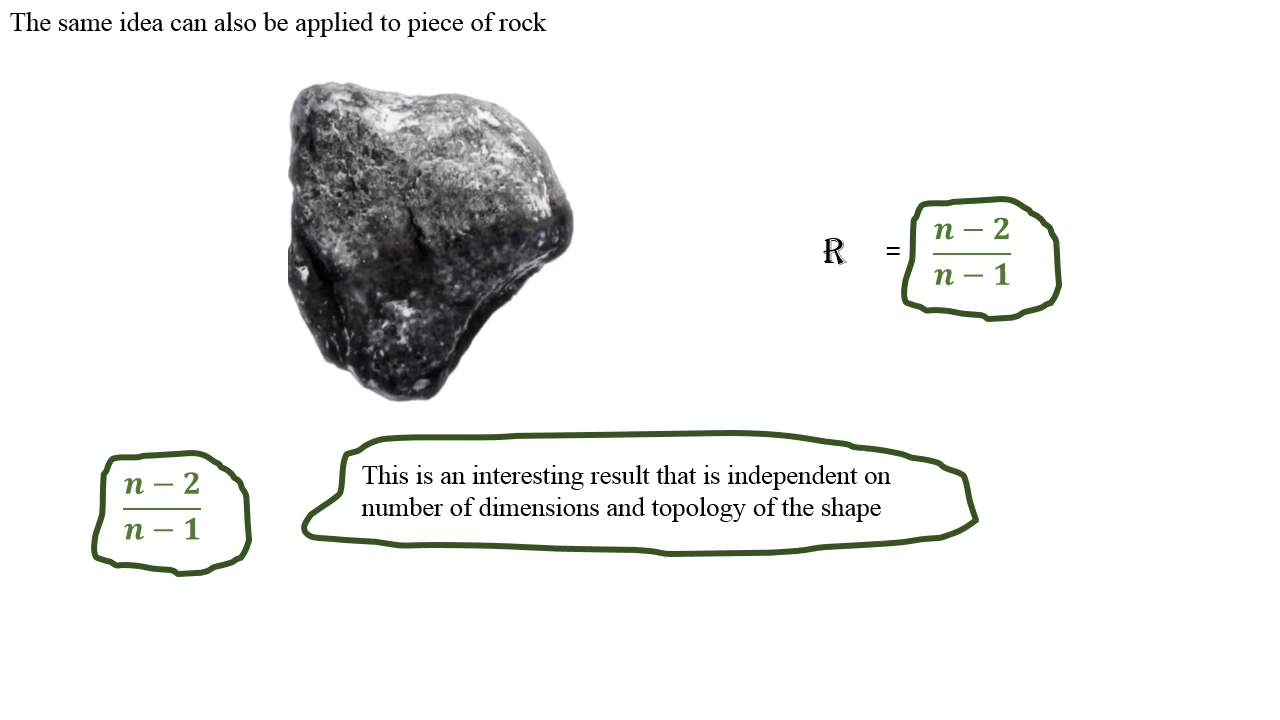 The same idea can also be applied to piece of rock
ℝ = n − 2 / n − 1
n − 2 / n − 1
This is an interesting result that is independent on
number of dimensions and topology of the shape